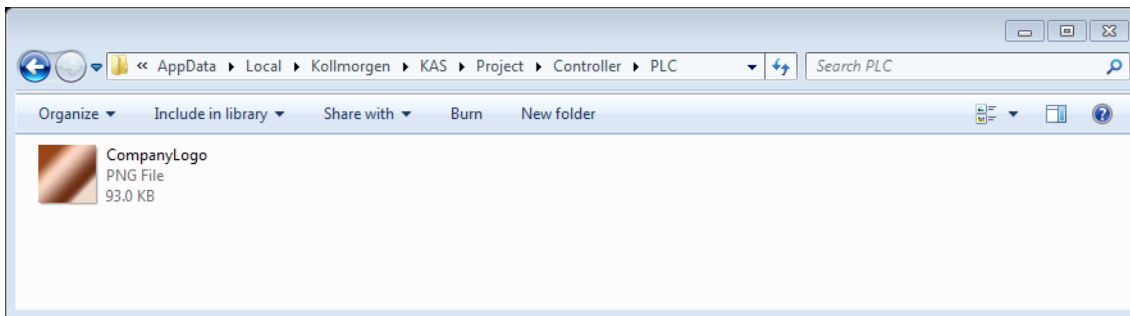 « AppData Local Kollmorgen KAS Project Controller PLC Search PLC
Organize Include in library Share with Burn New folder
CompanyLogo
PNG File
93.0 KB